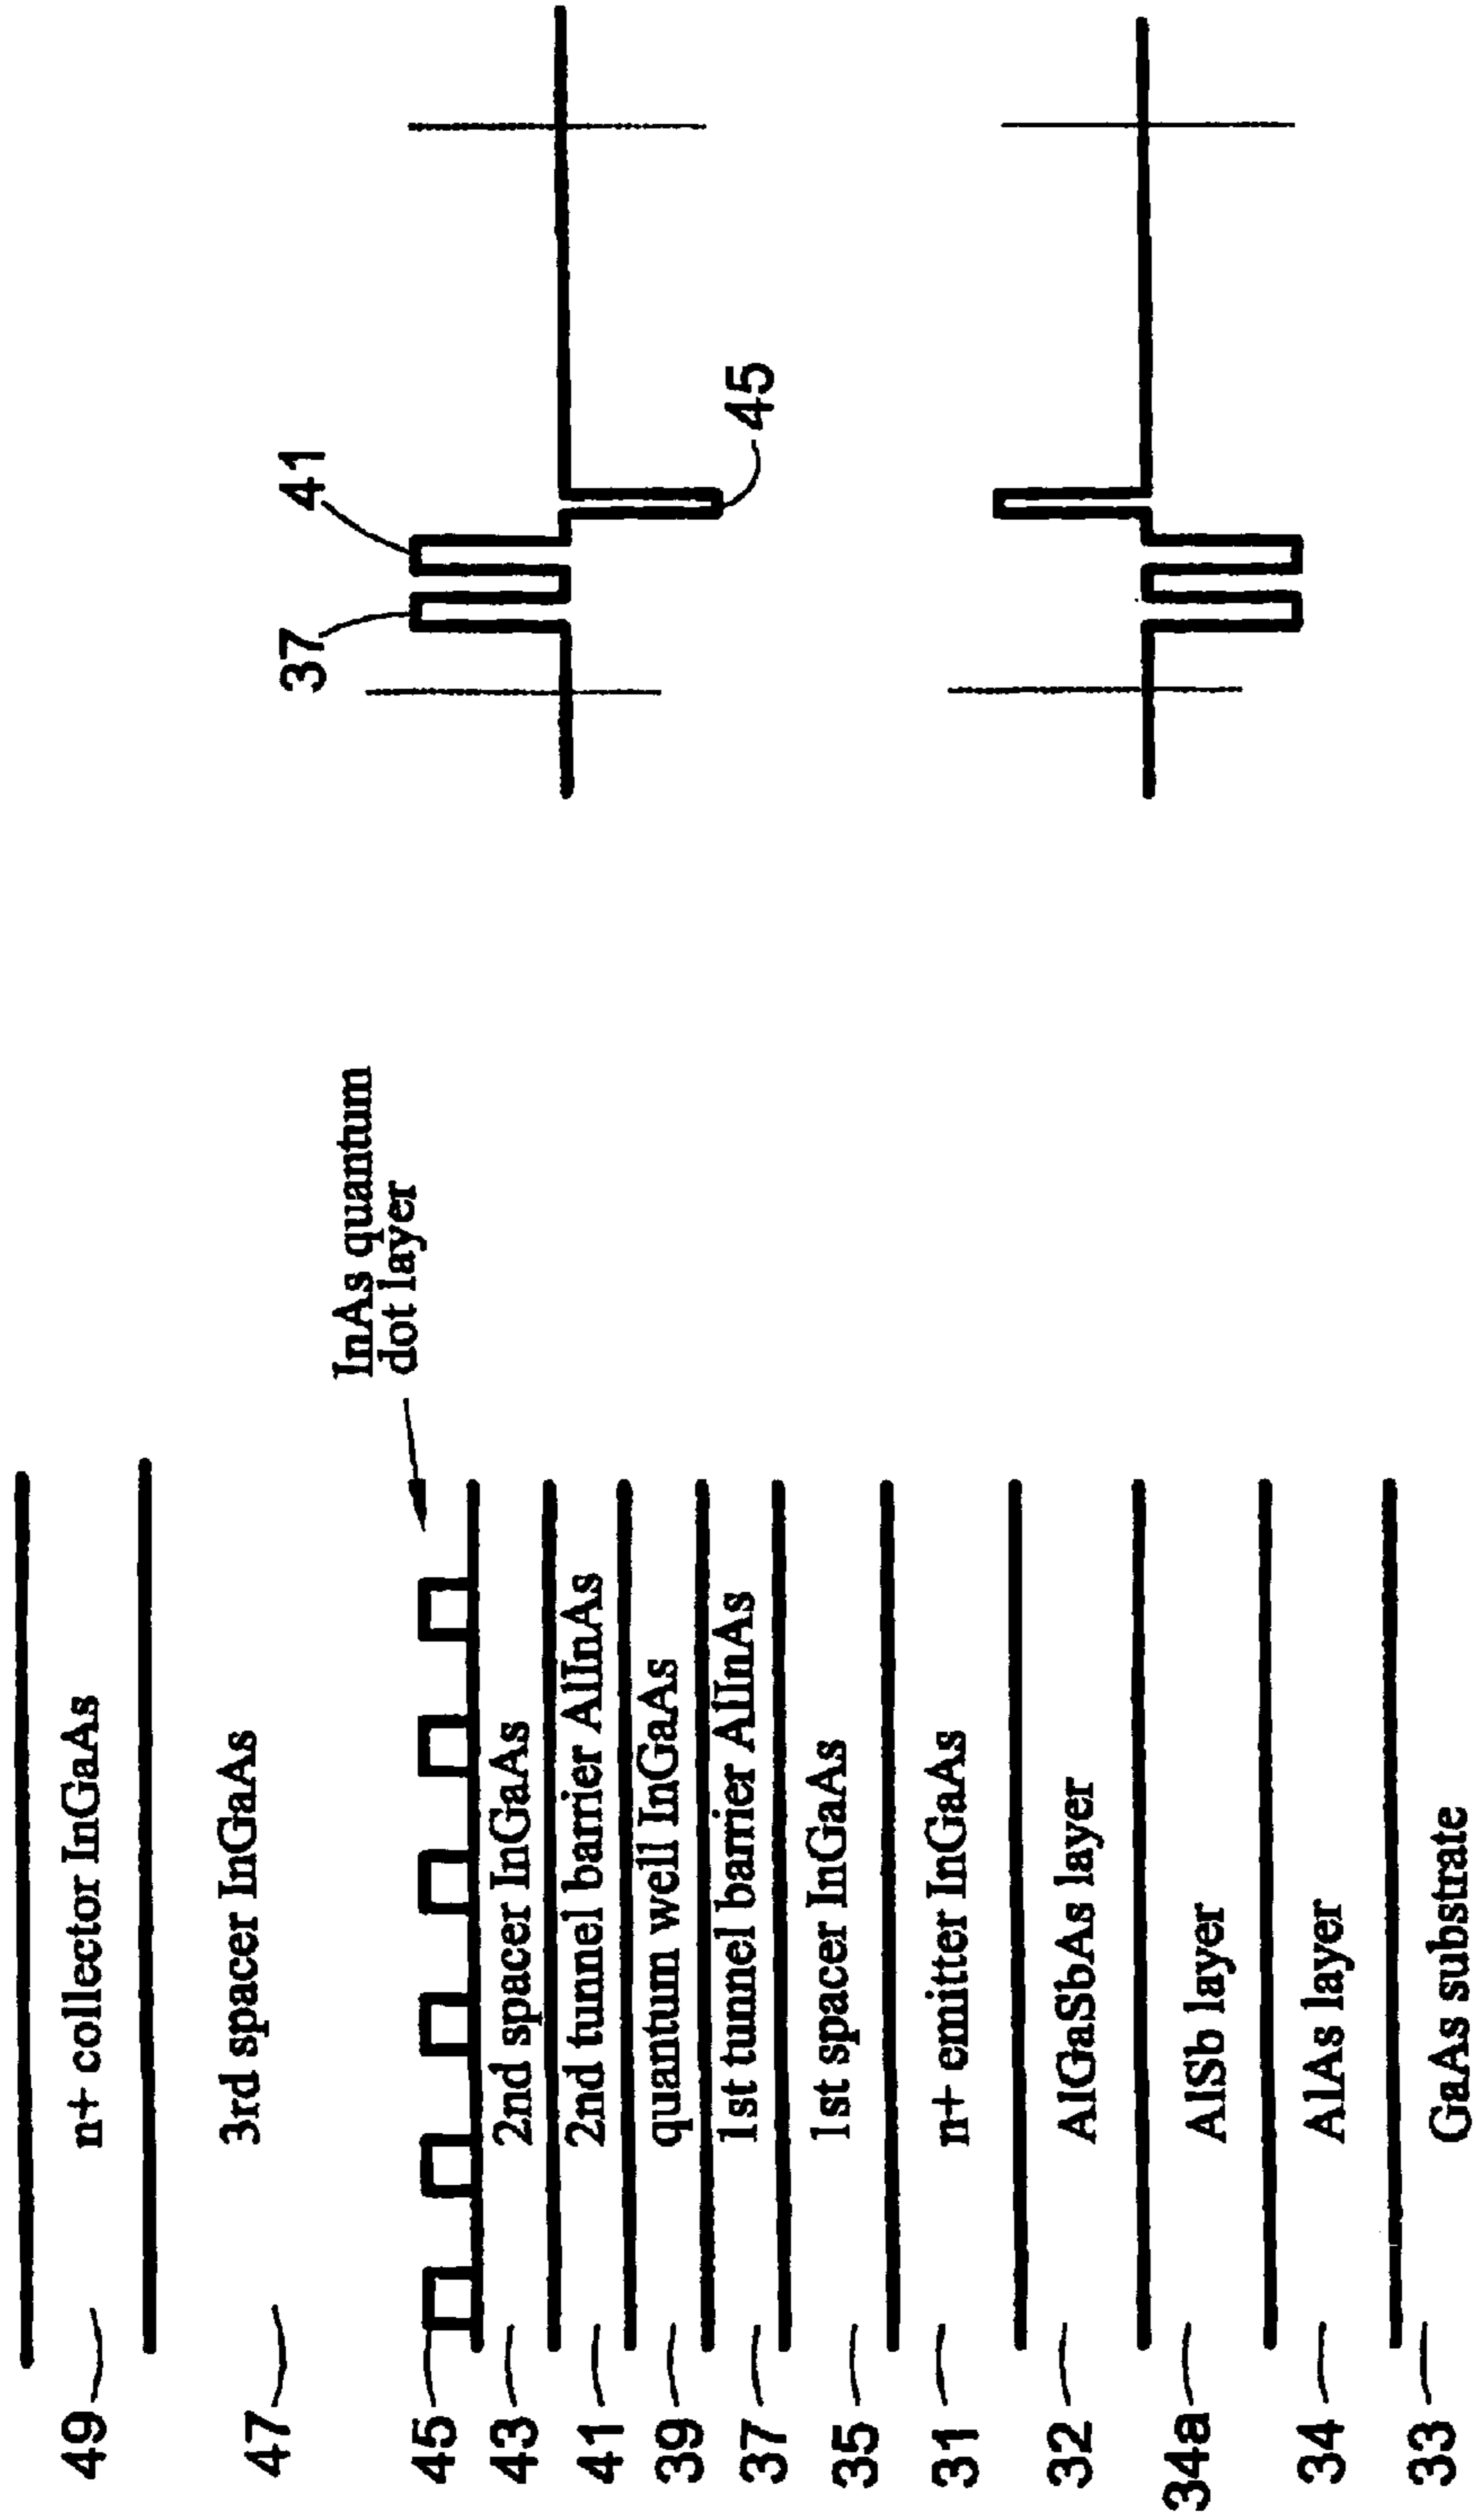 49 n+ collector InGaAs
47 3rd spacer InGaAs
InAs quantum
dot layer
45
43 2nd spacer InGaAs
41 2nd tunnel barrier AlInAs
39 quantum well InGaAs
37 1st tunnel barrier AlInAs
35 1st spacer InGaAs
31 n+ emitter InGaAs
32 AlGaSbAs layer
34a AlSb layer
34 AlAs layer
33 GaAs substrate
37
41
45